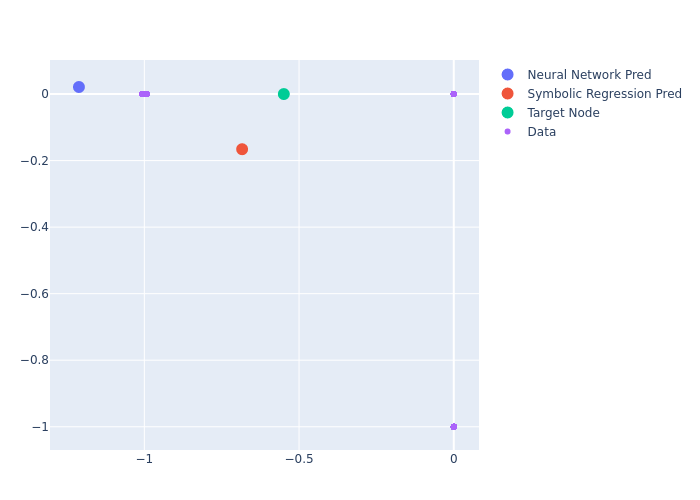 Neural Network Pred
Symbolic Regression Pred
Target Node
Data
0
−0.2
−0.4
−0.6
−0.8
−1
−1
−0.5
0